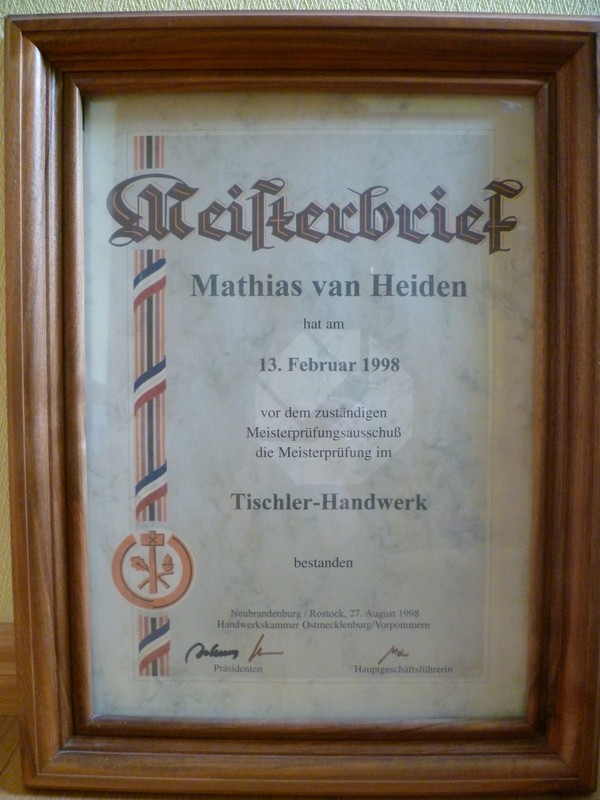 Meisterbrief
Mathias van Heiden
hat am
13. Februar 1998
vor dem zuständigen
Meisterprüfungsausschuß
die Meisterprüfung im
Tischler-Handwerk
bestanden
Neubrandenburg / Rostock, 27. August 1998
Handwerkskammer Ostmecklenburg/Vorpommern
Präsidenten
Hauptgeschäftsführerin